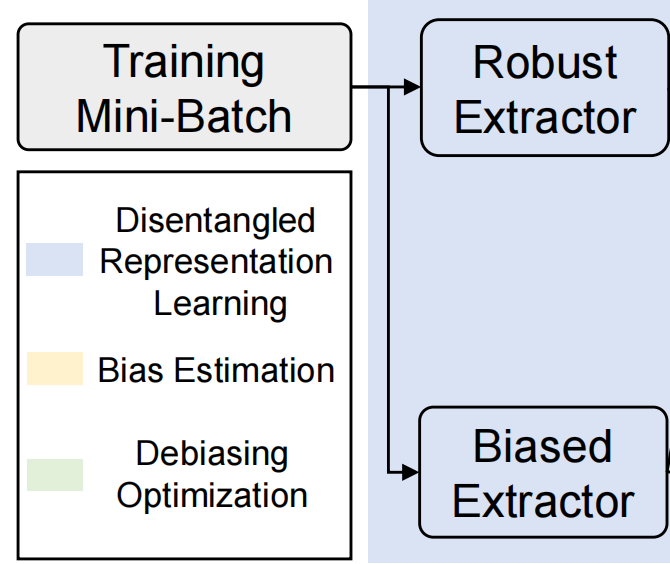 Training
Mini-Batch
Robust
Extractor
Disentangled
Representation
Learning
Bias Estimation
Debiasing
Optimization
Biased
Extractor